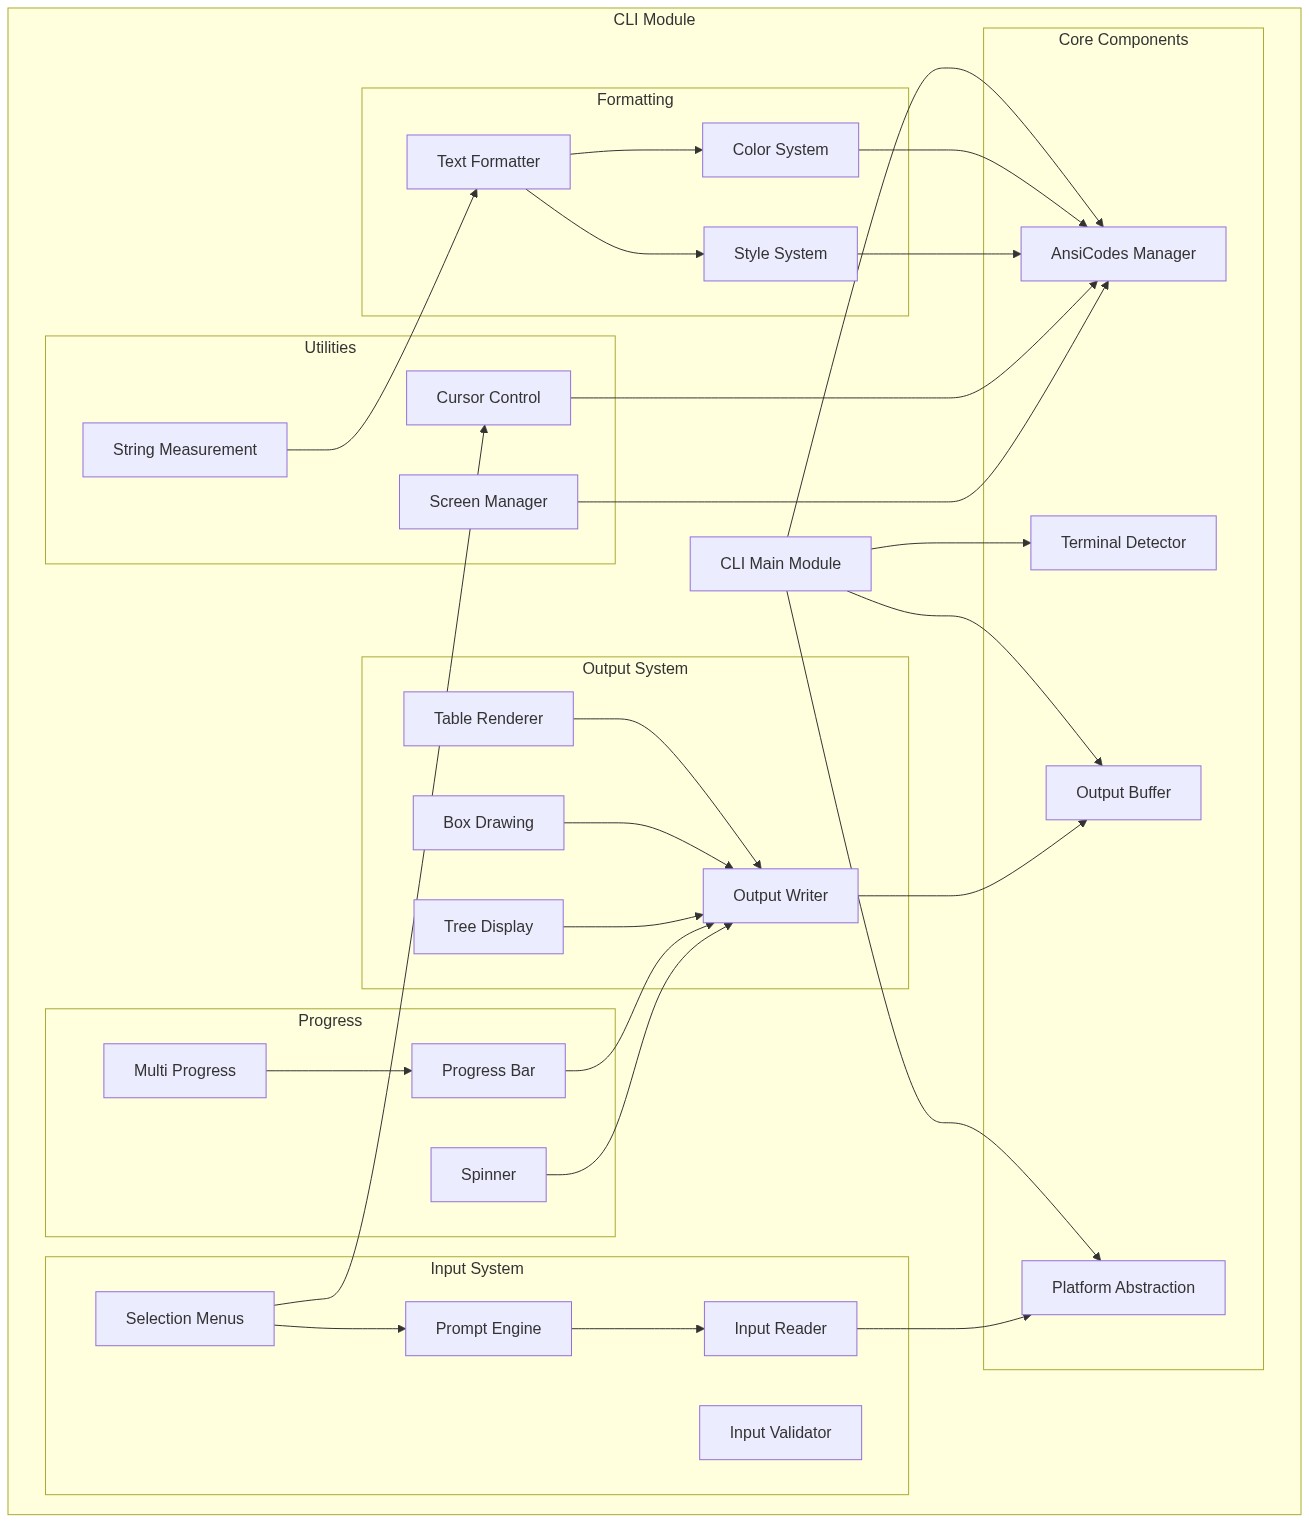 CLI Module
Core Components
Formatting
Text Formatter
Color System
Style System
AnsiCodes Manager
Utilities
Cursor Control
String Measurement
Screen Manager
CLI Main Module
Terminal Detector
Output System
Table Renderer
Box Drawing
Output Buffer
Output Writer
Tree Display
Progress
Multi Progress
Progress Bar
Spinner
Input System
Selection Menus
Prompt Engine
Input Reader
Platform Abstraction
Input Validator